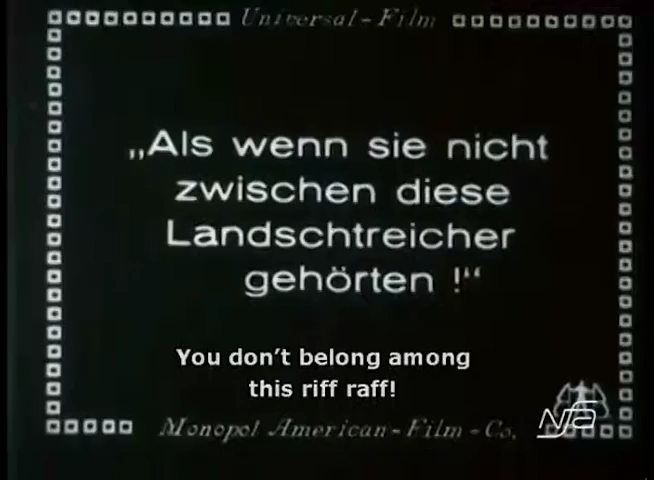 Universal-Film
„Als wenn sie nicht
zwischen diese
Landschtreicher
gehörten !“
You don't belong among
this riff raff!
Monopol American-Film-Co.
NFA